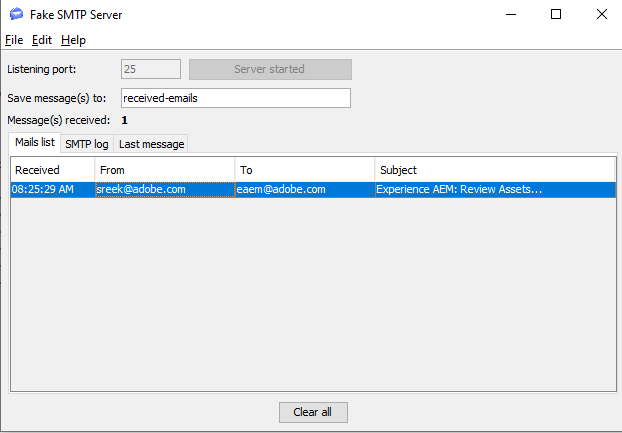 Fake SMTP Server
File Edit Help
Listening port: 25 Server started
Save message(s) to: received-emails
Message(s) received: 1
Mails list SMTP log Last message
Received From To Subject
08:25:29 AM sreek@adobe.com eaem@adobe.com Experience AEM: Review Assets...
Clear all